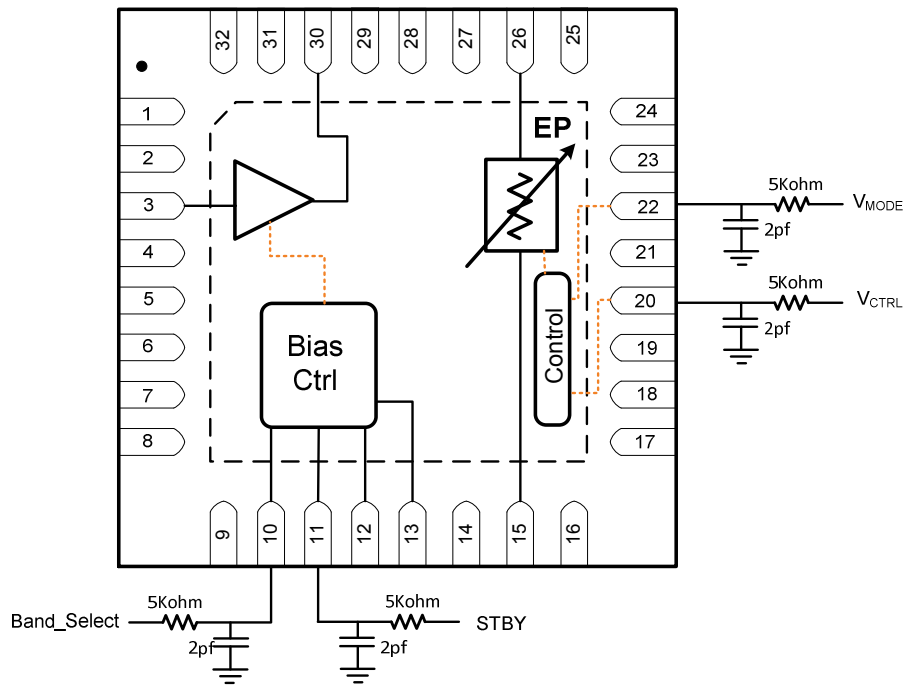 32
31
30
29
28
27
26
25
1
2
3
4
5
6
7
8
24
23
22
21
20
19
18
17
9
10
11
12
13
14
15
16
EP
Bias
Ctrl
Control
5Kohm
VMODE
2pf
5Kohm
VCTRL
2pf
Band_Select
5Kohm
2pf
5Kohm
STBY
2pf